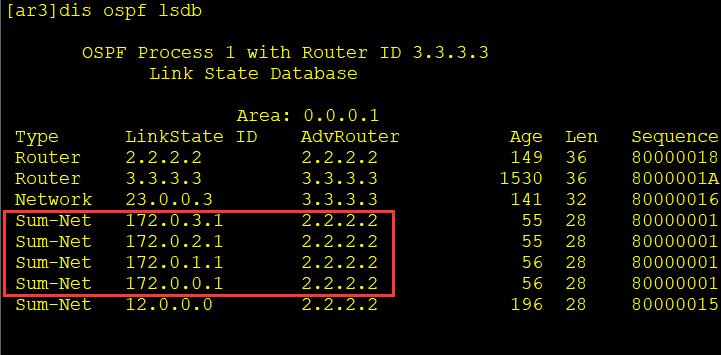 [ar3]dis ospf lsdb
OSPF Process 1 with Router ID 3.3.3.3
Link State Database
Area: 0.0.0.1
Type LinkState ID AdvRouter Age Len Sequence
Router 2.2.2.2 2.2.2.2 149 36 80000018
Router 3.3.3.3 3.3.3.3 1530 36 8000001A
Network 23.0.0.3 3.3.3.3 141 32 80000016
Sum-Net 172.0.3.1 2.2.2.2 55 28 80000001
Sum-Net 172.0.2.1 2.2.2.2 55 28 80000001
Sum-Net 172.0.1.1 2.2.2.2 56 28 80000001
Sum-Net 172.0.0.1 2.2.2.2 56 28 80000001
Sum-Net 12.0.0.0 2.2.2.2 196 28 80000015